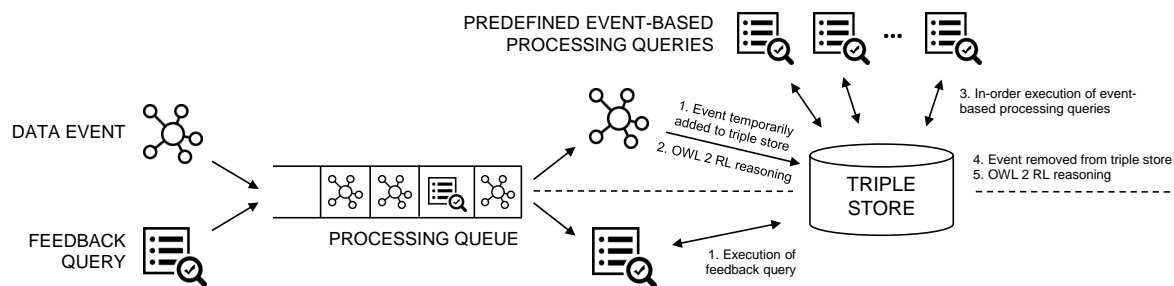 PREDEFINED EVENT-BASED
PROCESSING QUERIES
...
3. In-order execution of event-
based processing queries
DATA EVENT
1. Event temporarily
added to triple store
2. OWL 2 RL reasoning
4. Event removed from triple store
5. OWL 2 RL reasoning
TRIPLE
STORE
PROCESSING QUEUE
FEEDBACK
QUERY
1. Execution of
feedback query